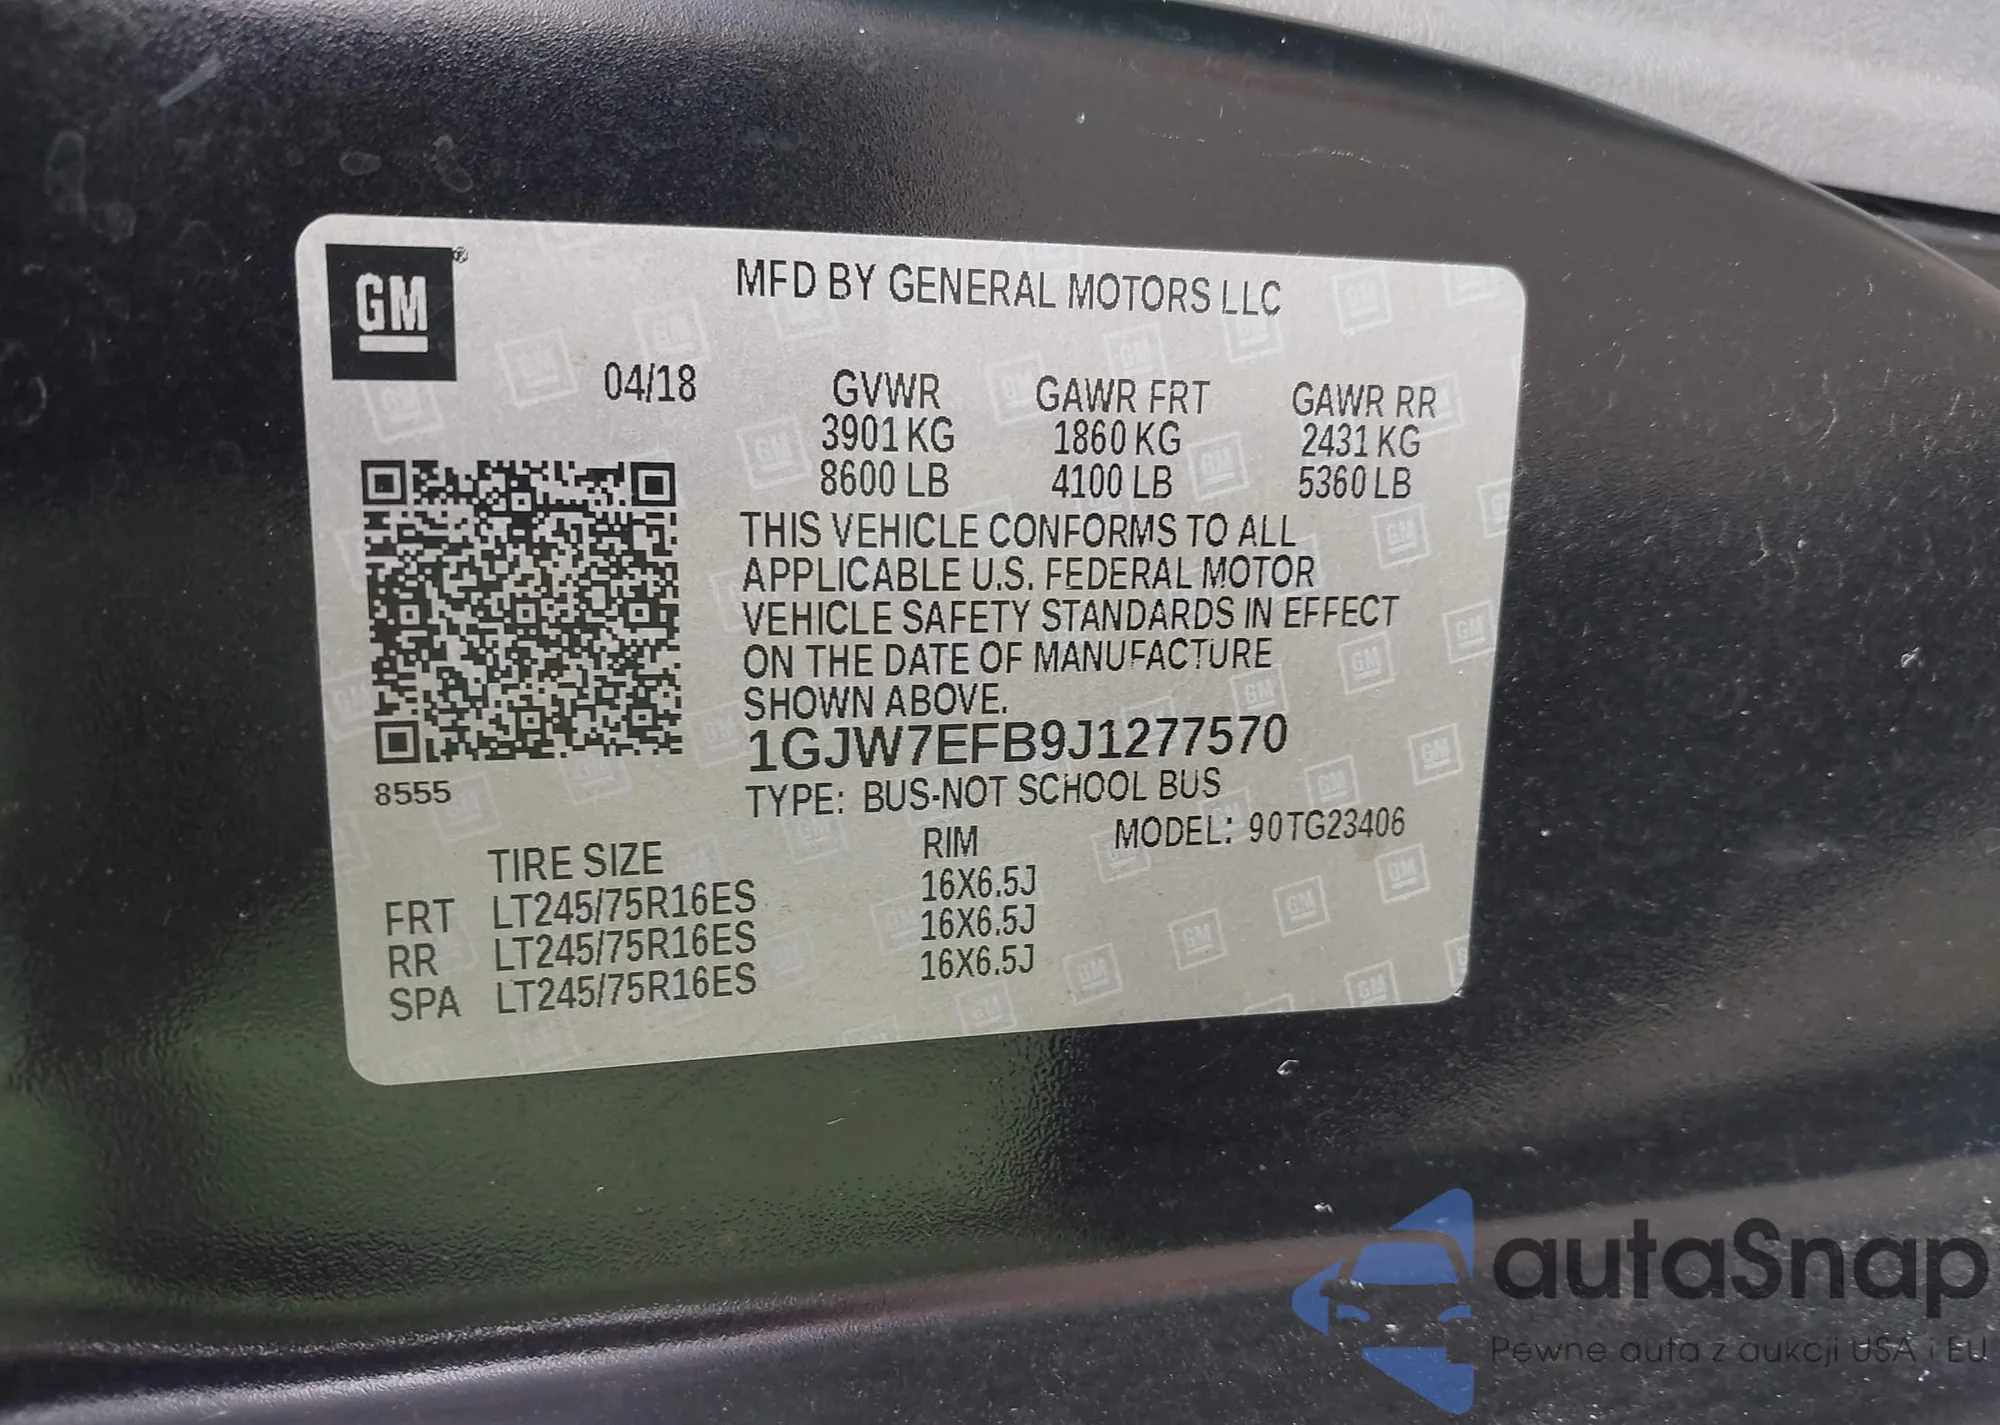 GM®
MFD BY GENERAL MOTORS LLC
04/18
GVWR GAWR FRT GAWR RR
3901 KG 1860 KG 2431 KG
8600 LB 4100 LB 5360 LB
THIS VEHICLE CONFORMS TO ALL
APPLICABLE U.S. FEDERAL MOTOR
VEHICLE SAFETY STANDARDS IN EFFECT
ON THE DATE OF MANUFACTURE
SHOWN ABOVE.
1GJW7EFB9J1277570
8555
TYPE: BUS-NOT SCHOOL BUS
MODEL: 90TG23406
TIRE SIZE RIM
FRT LT245/75R16ES 16X6.5J
RR LT245/75R16ES 16X6.5J
SPA LT245/75R16ES 16X6.5J
autaSnap
Pewne auta z aukcji USA i EU